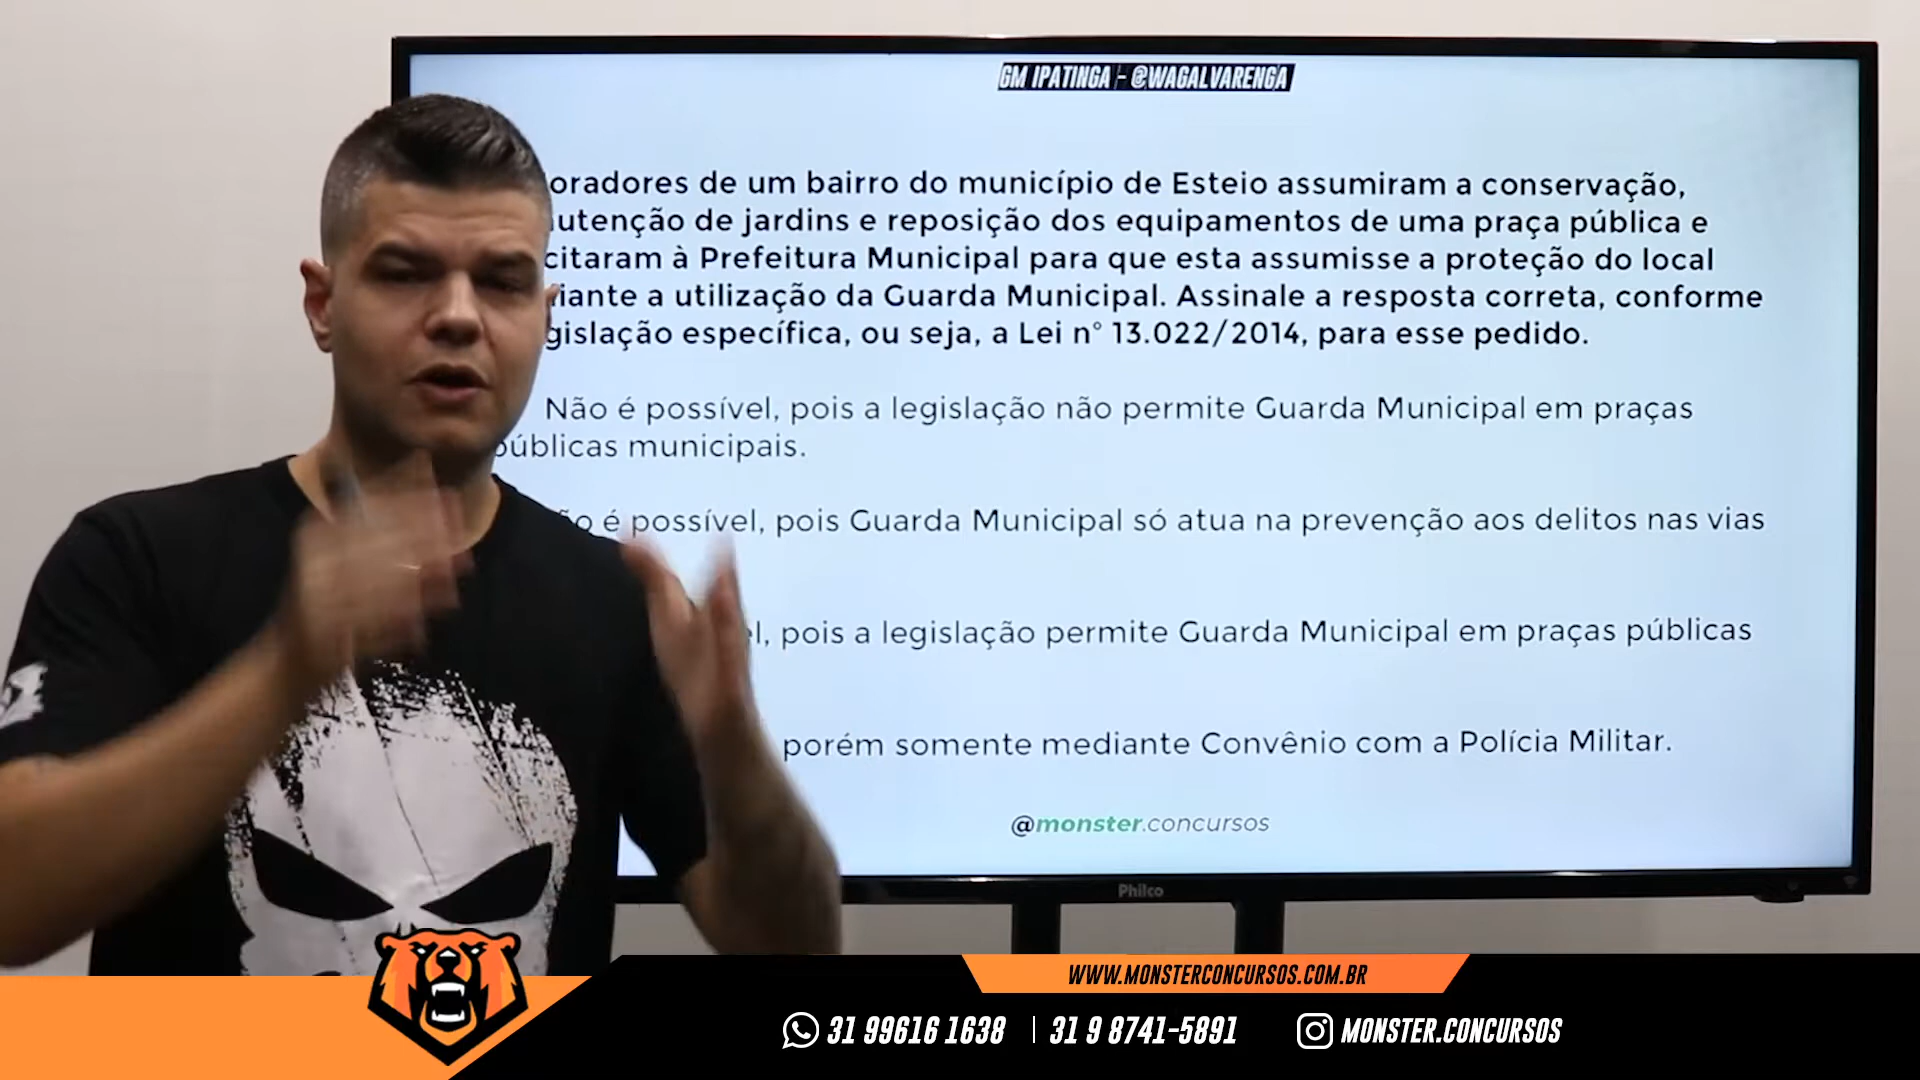 GM IPATINGA - @WAGALVARENGA
oradores de um bairro do município de Esteio assumiram a conservação,
utenção de jardins e reposição dos equipamentos de uma praça pública e
citaram à Prefeitura Municipal para que esta assumisse a proteção do local
iante a utilização da Guarda Municipal. Assinale a resposta correta, conforme
gislação específica, ou seja, a Lei n° 13.022/2014, para esse pedido.
Não é possível, pois a legislação não permite Guarda Municipal em praças
públicas municipais.
é possível, pois Guarda Municipal só atua na prevenção aos delitos nas vias
l, pois a legislação permite Guarda Municipal em praças públicas
porém somente mediante Convênio com a Polícia Militar.
@monster.concursos
Philco
WWW.MONSTERCONCURSOS.COM.BR
31 99616 1638 | 31 9 8741-5891 MONSTER.CONCURSOS